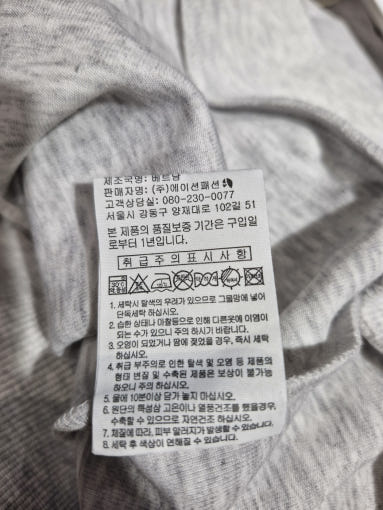 제조국명: 베트남
판매자명: (주)에이션패션
고객상담실: 080-230-0077
서울시 강동구 양재대로 102길 51
본 제품의 품질보증 기간은 구입일
로부터 1년입니다.
취급주의표시사항
1. 세탁시 탈색의 우려가 있으므로 그물망에 넣어
단독세탁 하십시오.
2. 습한 상태나 마찰등으로 인해 다른옷에 이염이
되는 수가 있으니 주의 하시기 바랍니다.
3. 오염이 되었거나 땀에 젖었을 경우, 즉시 세탁
하십시오.
4. 취급 부주의로 인한 탈색 및 오염 등 제품의
형태 변질 및 수축된 제품은 보상이 불가능
하오니 주의 하십시오.
5. 물에 10분이상 담가 놓지 마십시오.
6. 원단의 특성상 고온이나 열풍건조를 했을경우,
수축할 수 있으므로 자연건조 하십시오.
7. 체질에 따라, 피부 알러지가 발생할 수 있습니다.
8. 세탁 후 색상이 연해질 수 있습니다.